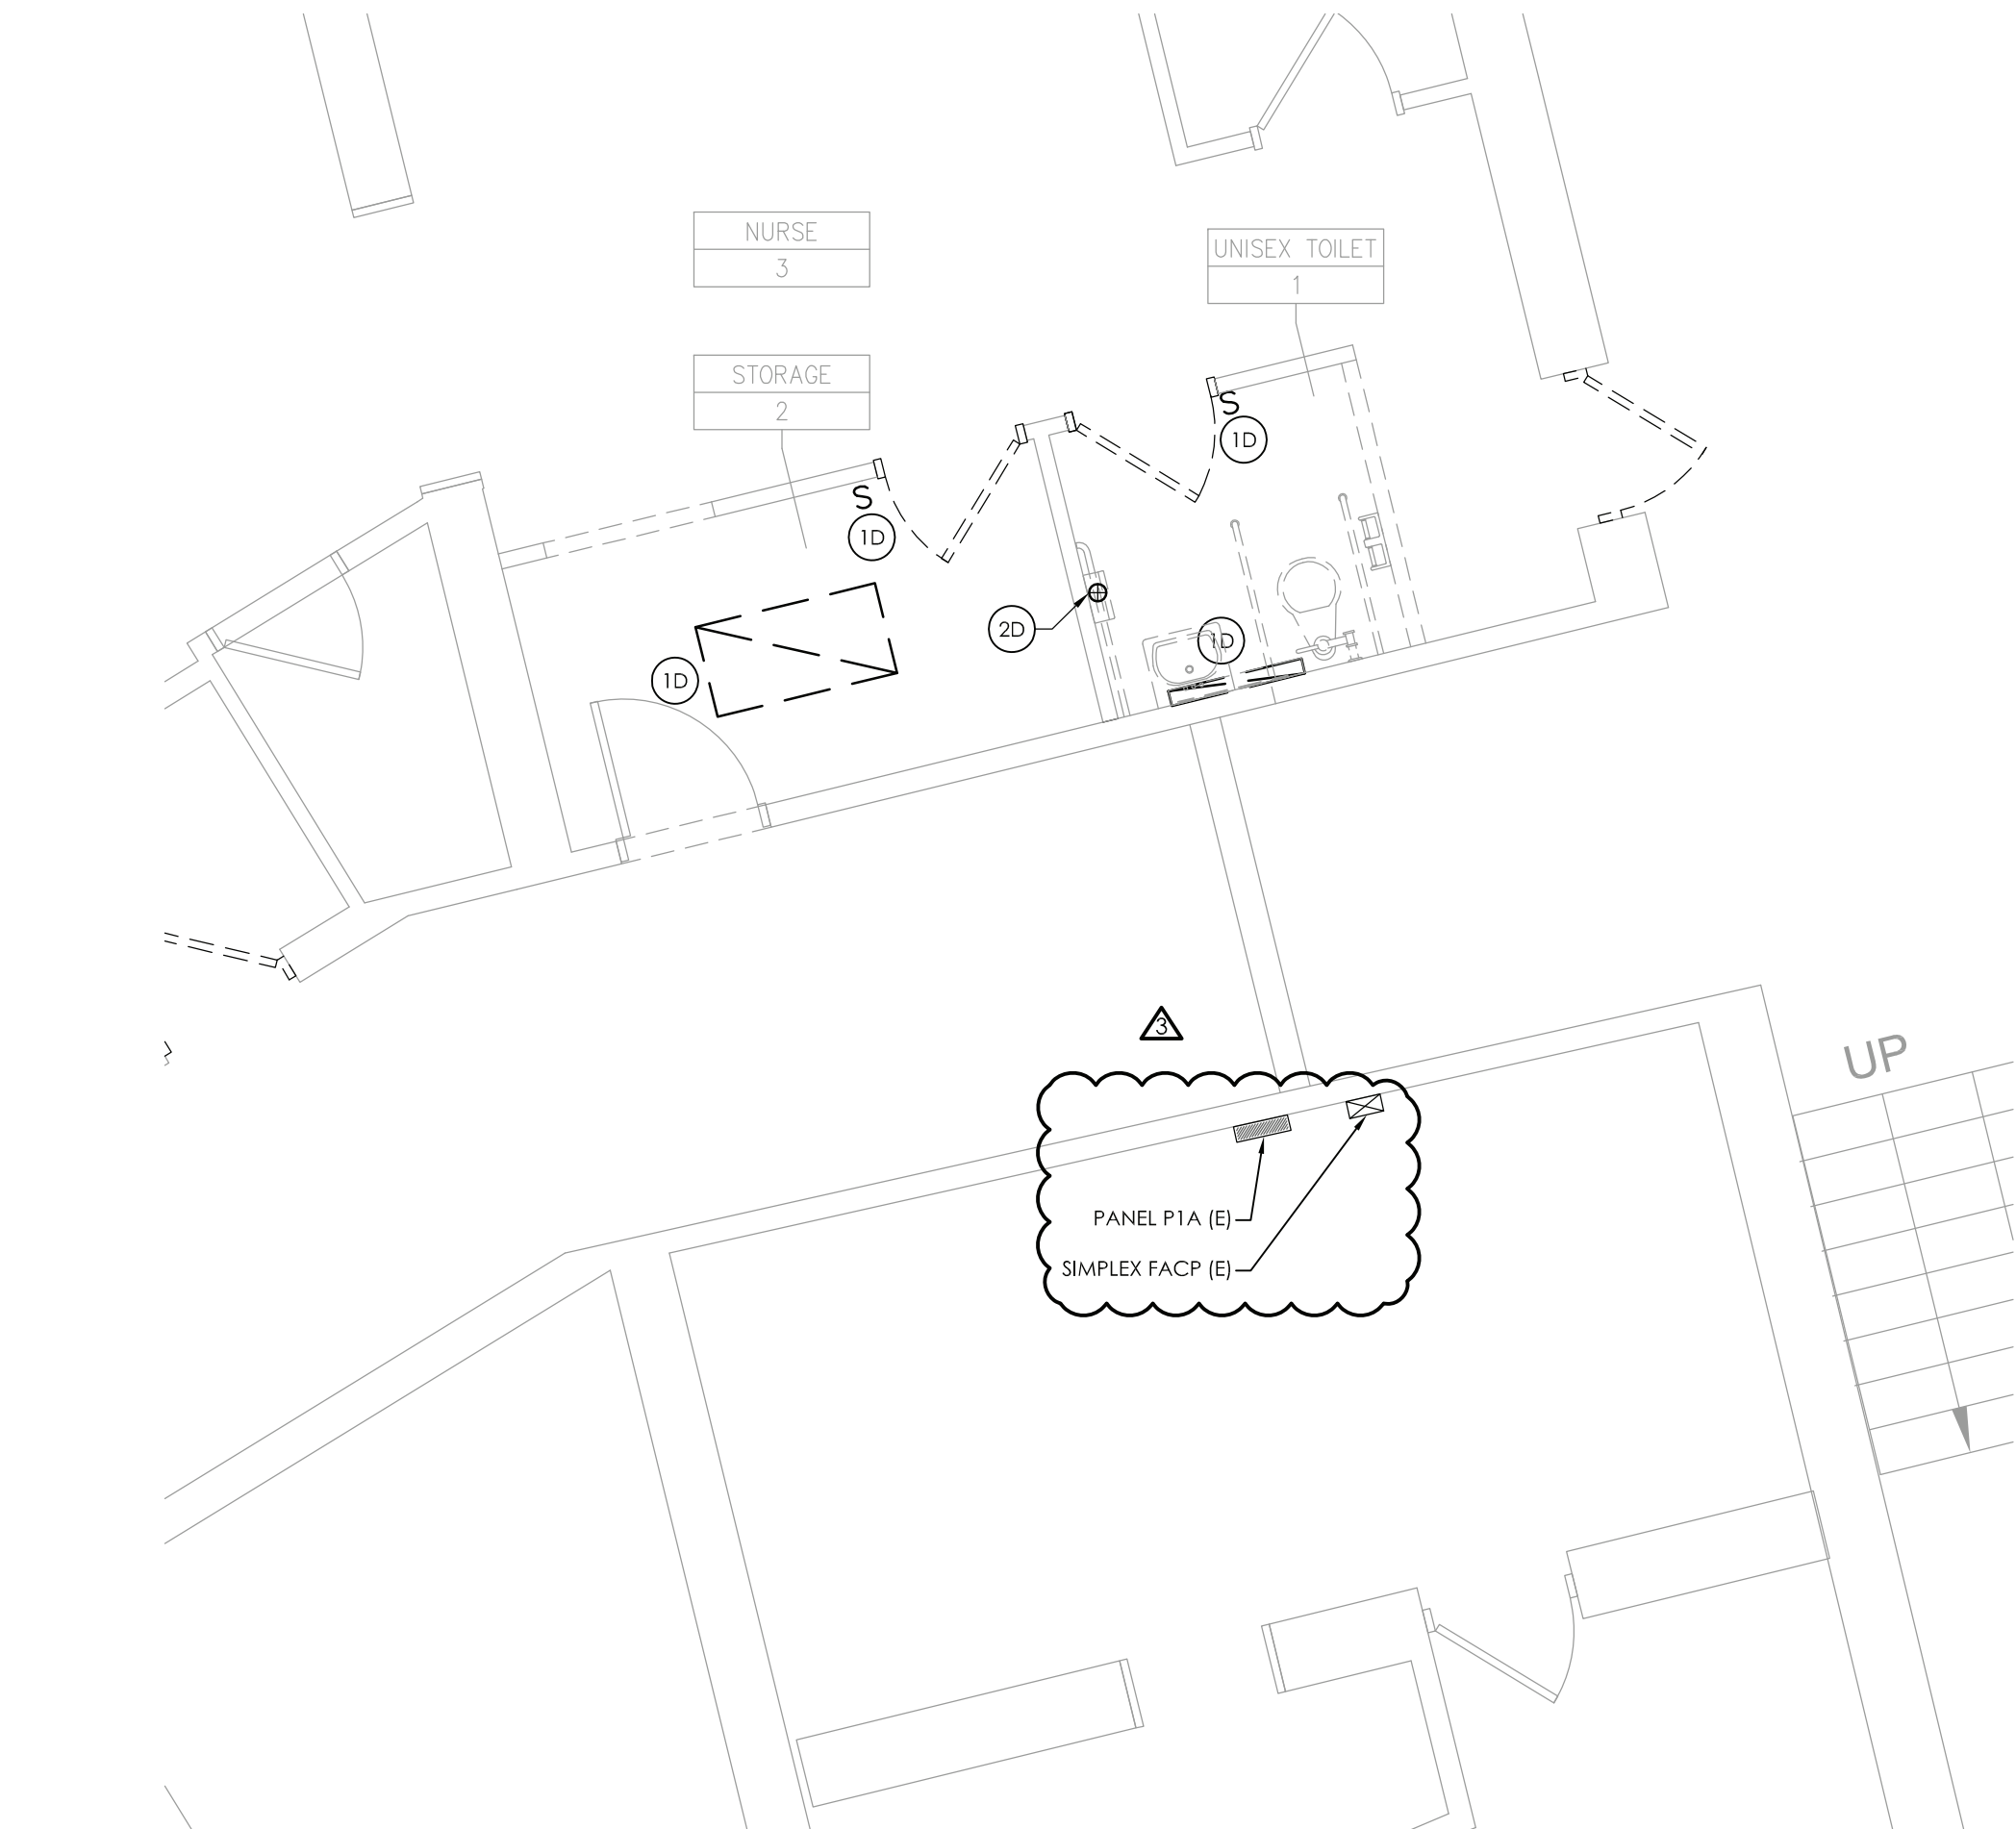 NURSE
3
UNISEX TOILET
1
STORAGE
2
S
1D
S
1D
2D
1D
1D
3
UP
PANEL P1A (E)
SIMPLEX FACP (E)